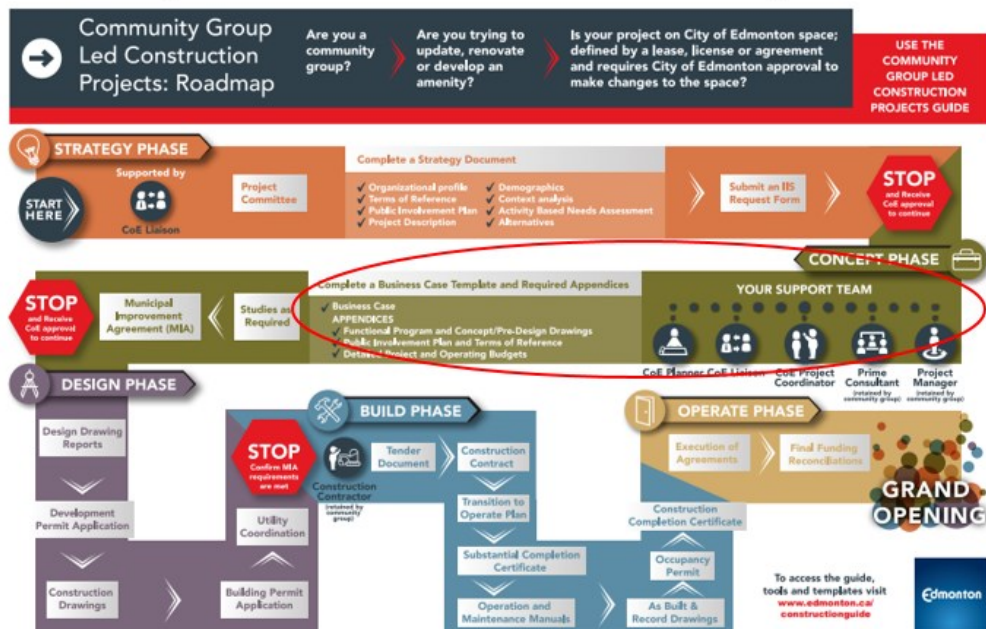 Community Group
Led Construction
Projects: Roadmap
Are you a
community
group?
Are you trying to
update, renovate
or develop an
amenity?
Is your project on City of Edmonton space;
defined by a lease, license or agreement
and requires City of Edmonton approval to
make changes to the space?
USE THE
COMMUNITY
GROUP LED
CONSTRUCTION
PROJECTS GUIDE
STRATEGY PHASE
START
HERE
Supported by
CoE Liaison
Project
Committee
Complete a Strategy Document
✓ Organizational profile
✓ Terms of Reference
✓ Public Involvement Plan
✓ Project Description
✓ Demographics
✓ Context analysis
✓ Activity Based Needs Assessment
✓ Alternatives
Submit an IIS
Request Form
STOP
and Receive
CoE approval
to continue
CONCEPT PHASE
YOUR SUPPORT TEAM
CoE Planner
CoE Liaison
CoE Project
Coordinator
Prime
Consultant
(retained by
community group)
Project
Manager
(retained by
community group)
Complete a Business Case Template and Required Appendices
✓ Business Case
APPENDICES
✓ Functional Program and Concept/Pre-Design Drawings
✓ Public Involvement Plan and Terms of Reference
✓ Detailed Project and Operating Budgets
Studies as
Required
Municipal
Improvement
Agreement (MIA)
STOP
and Receive
CoE approval
to continue
DESIGN PHASE
Design Drawing
Reports
Development
Permit Application
Construction
Drawings
Building Permit
Application
Utility
Coordination
STOP
Confirm MIA
requirements
are met
BUILD PHASE
Construction
Contractor
(retained by
community group)
Tender
Document
Construction
Contract
Transition to
Operate Plan
Substantial Completion
Certificate
Operation and
Maintenance Manuals
As Built &
Record Drawings
Occupancy
Permit
Construction
Completion Certificate
OPERATE PHASE
Execution of
Agreements
Final Funding
Reconciliations
GRAND
OPENING
To access the guide,
tools and templates visit
www.edmonton.ca/
constructionguide
Edmonton